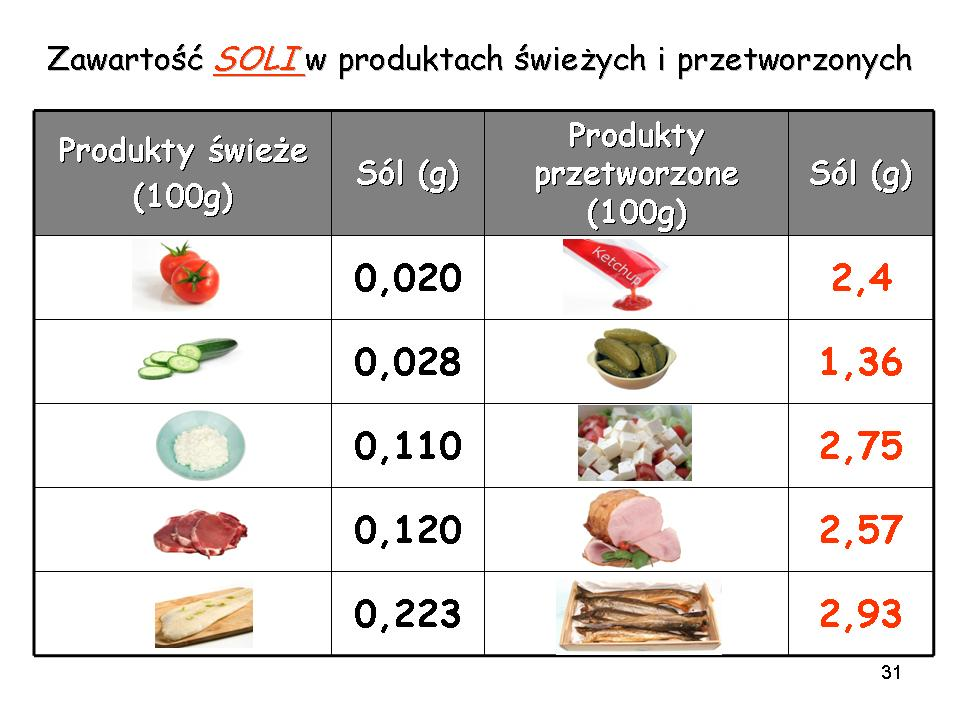 Zawartość SOLI w produktach świeżych i przetworzonych
Produkty świeże
(100g)
Sól (g)
Produkty
przetworzone
(100g)
Sól (g)
0,020
Ketchup
2,4
0,028
1,36
0,110
2,75
0,120
2,57
0,223
2,93
31